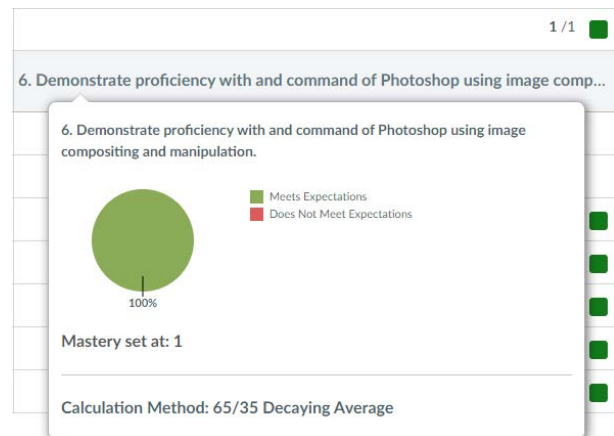 1 /1
6. Demonstrate proficiency with and command of Photoshop using image comp...
6. Demonstrate proficiency with and command of Photoshop using image
compositing and manipulation.
Meets Expectations
Does Not Meet Expectations
100%
Mastery set at: 1
Calculation Method: 65/35 Decaying Average